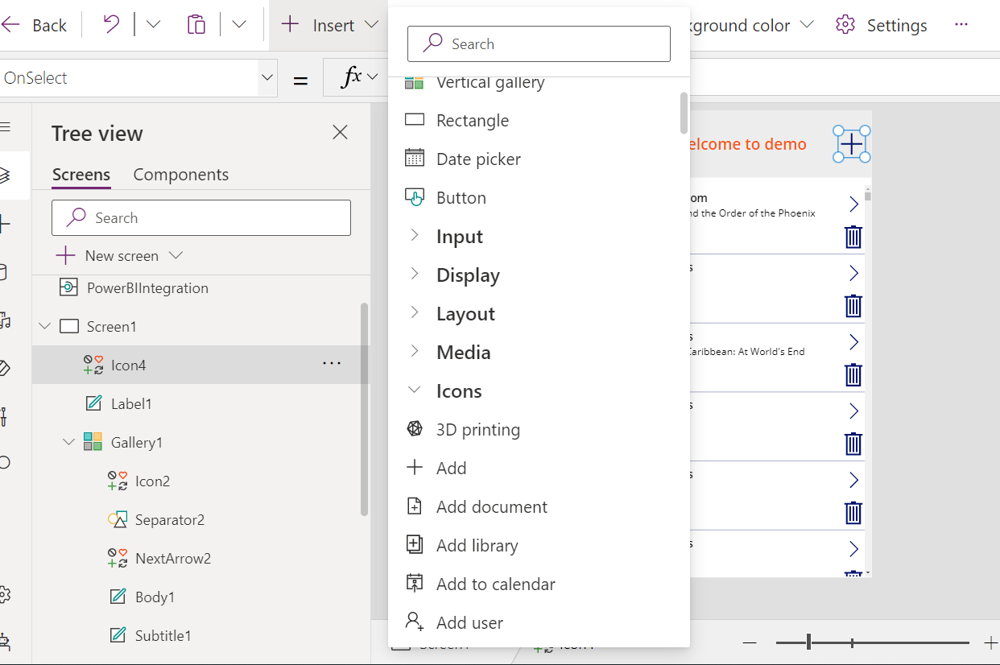 Back
Insert
Search
kground color
Settings
OnSelect
=
fx
Vertical gallery
Rectangle
Date picker
Button
Input
Display
Layout
Media
Icons
3D printing
Add
Add document
Add library
Add to calendar
Add user
Tree view
Screens
Components
Search
New screen
PowerBIIntegration
Screen1
Icon4
Label1
Gallery1
Icon2
Separator2
NextArrow2
Body1
Subtitle1
elcome to demo
om
nd the Order of the Phoenix
s
s
Caribbean: At World's End
s
s
s